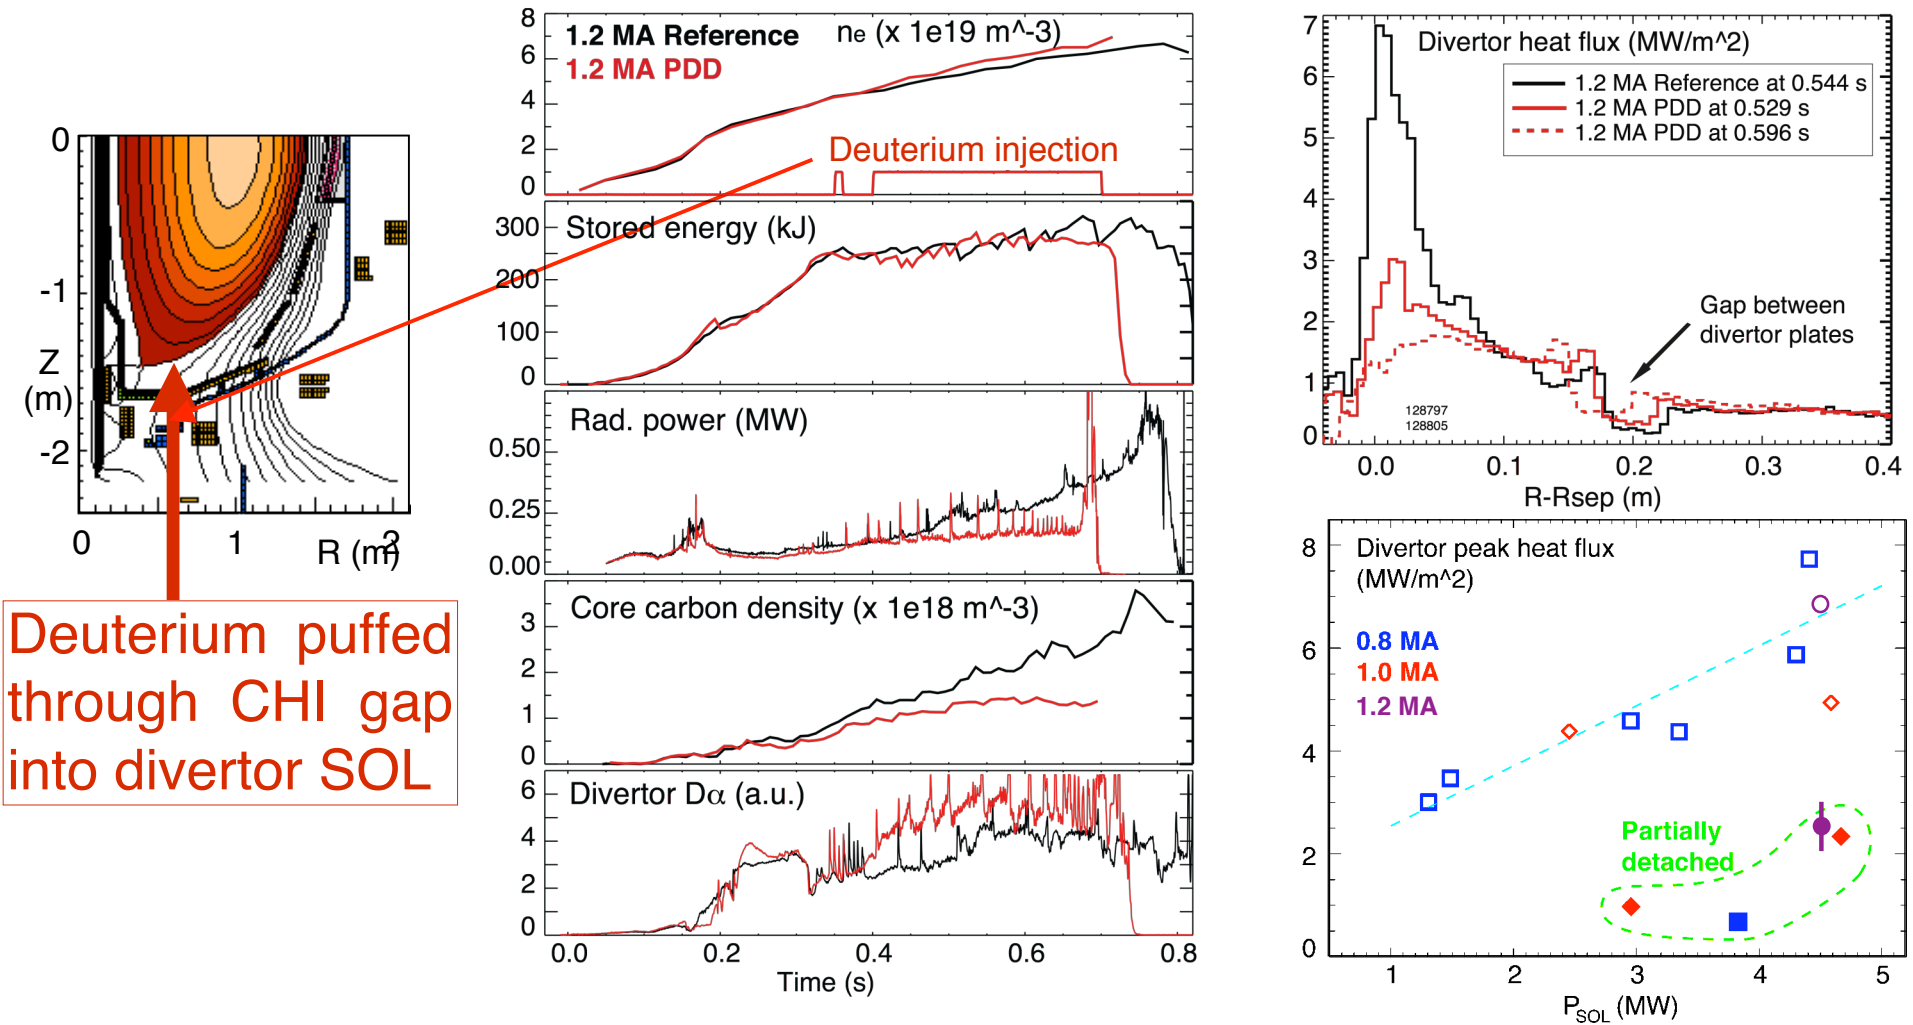 0
-1
Z
(m)
-2
0
1
R (m)
2
Deuterium puffed
through CHI gap
into divertor SOL
8
6
4
2
0
1.2 MA Reference
1.2 MA PDD
ne (x 1e19 m^-3)
Deuterium injection
300
200
100
0
Stored energy (kJ)
0.50
0.25
0.00
Rad. power (MW)
3
2
1
0
Core carbon density (x 1e18 m^-3)
6
4
2
0
Divertor Dα (a.u.)
0.0
0.2
0.4
0.6
0.8
Time (s)
7
6
5
4
3
2
1
0
Divertor heat flux (MW/m^2)
1.2 MA Reference at 0.544 s
1.2 MA PDD at 0.529 s
1.2 MA PDD at 0.596 s
Gap between
divertor plates
128797
128805
0.0
0.1
0.2
0.3
0.4
R-Rsep (m)
8
6
4
2
0
Divertor peak heat flux
(MW/m^2)
0.8 MA
1.0 MA
1.2 MA
Partially
detached
1
2
3
4
5
PSOL (MW)